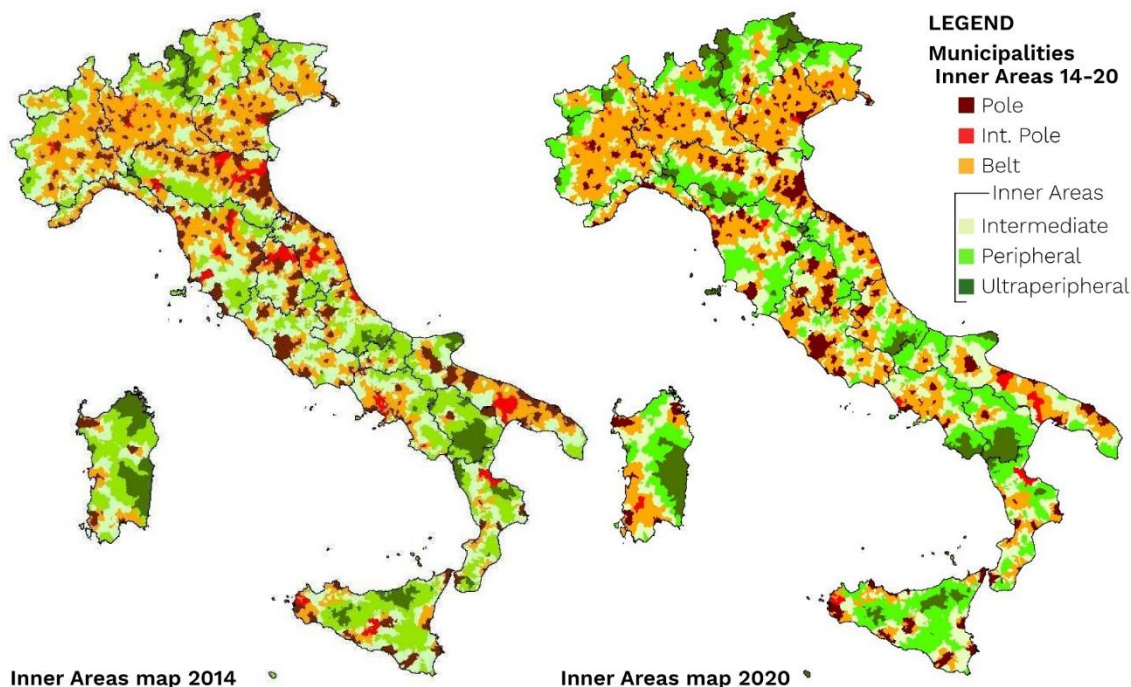 LEGEND
Municipalities
Inner Areas 14-20
Pole
Int. Pole
Belt
Inner Areas
Intermediate
Peripheral
Ultraperipheral
Inner Areas map 2014
Inner Areas map 2020